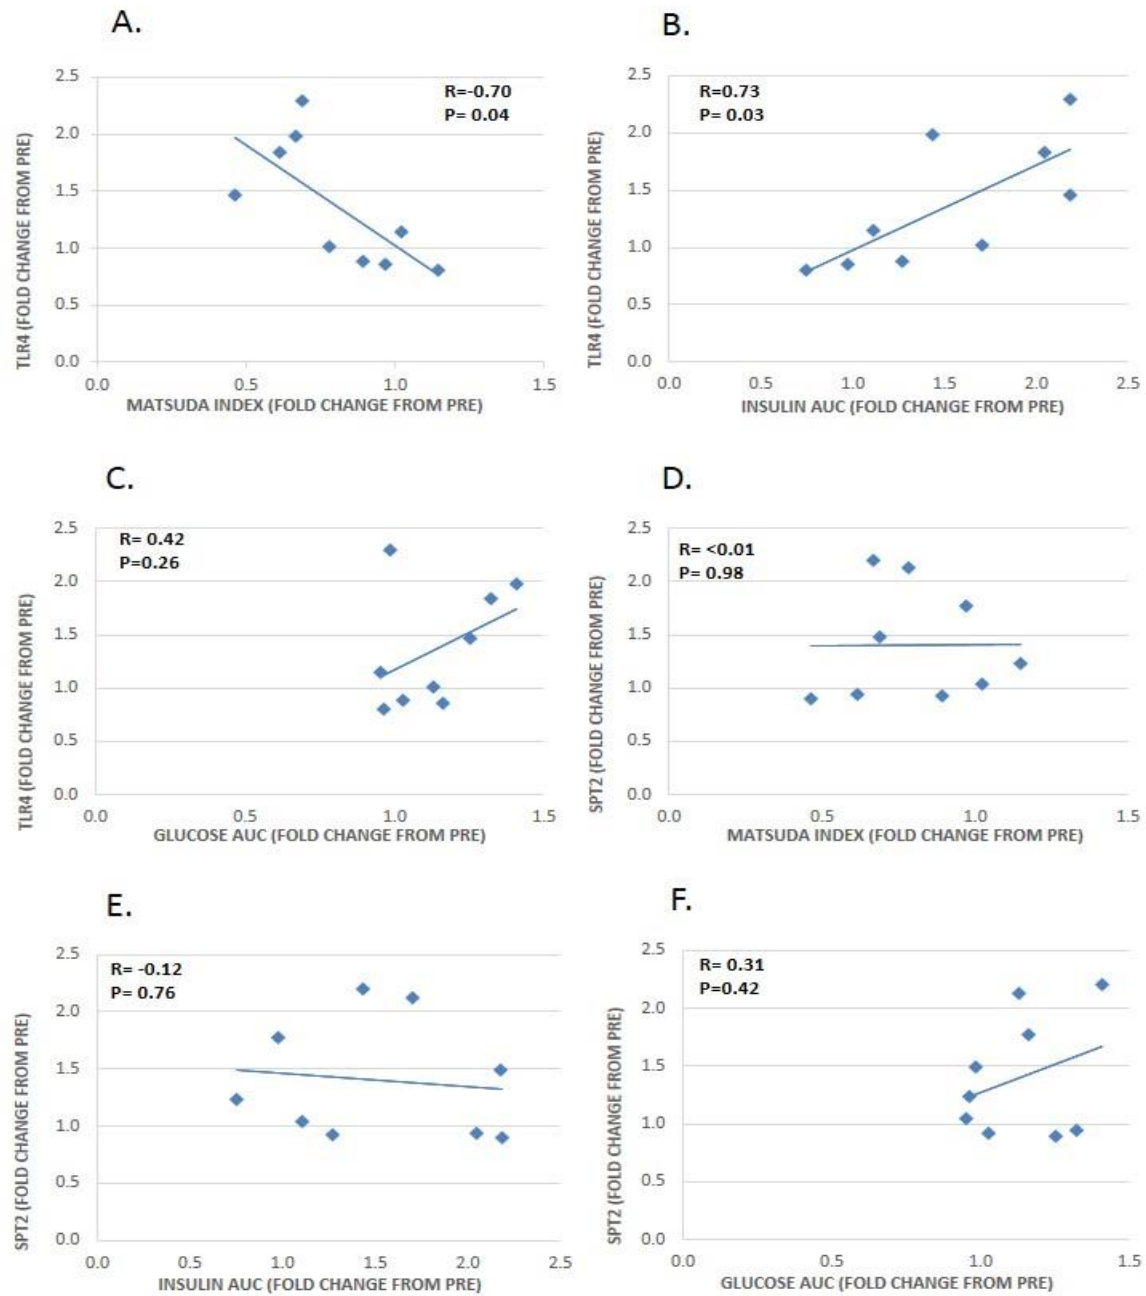 A.
R=-0.70
P= 0.04
TLR4 (FOLD CHANGE FROM PRE)
2.5
2.0
1.5
1.0
0.5
0.0
0.0 0.5 1.0 1.5
MATSUDA INDEX (FOLD CHANGE FROM PRE)
B.
R=0.73
P= 0.03
TLR4 (FOLD CHANGE FROM PRE)
2.5
2.0
1.5
1.0
0.5
0.0
0.0 0.5 1.0 1.5 2.0 2.5
INSULIN AUC (FOLD CHANGE FROM PRE)
C.
R= 0.42
P=0.26
TLR4 (FOLD CHANGE FROM PRE)
2.5
2.0
1.5
1.0
0.5
0.0
0.0 0.5 1.0 1.5
GLUCOSE AUC (FOLD CHANGE FROM PRE)
D.
R= <0.01
P= 0.98
SPT2 (FOLD CHANGE FROM PRE)
2.5
2.0
1.5
1.0
0.5
0.0
0.0 0.5 1.0 1.5
MATSUDA INDEX (FOLD CHANGE FROM PRE)
E.
R= -0.12
P= 0.76
SPT2 (FOLD CHANGE FROM PRE)
2.5
2.0
1.5
1.0
0.5
0.0
0.0 0.5 1.0 1.5 2.0 2.5
INSULIN AUC (FOLD CHANGE FROM PRE)
F.
R= 0.31
P=0.42
SPT2 (FOLD CHANGE FROM PRE)
2.5
2.0
1.5
1.0
0.5
0.0
0.0 0.5 1.0 1.5
GLUCOSE AUC (FOLD CHANGE FROM PRE)